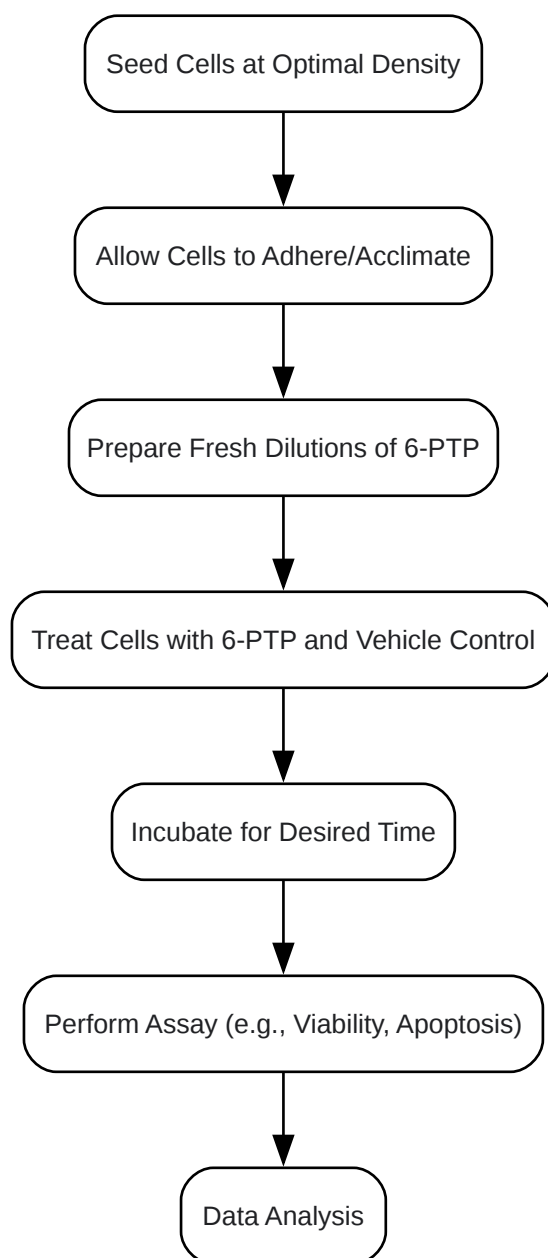 Seed Cells at Optimal Density
Allow Cells to Adhere/Acclimate
Prepare Fresh Dilutions of 6-PTP
Treat Cells with 6-PTP and Vehicle Control
Incubate for Desired Time
Perform Assay (e.g., Viability, Apoptosis)
Data Analysis